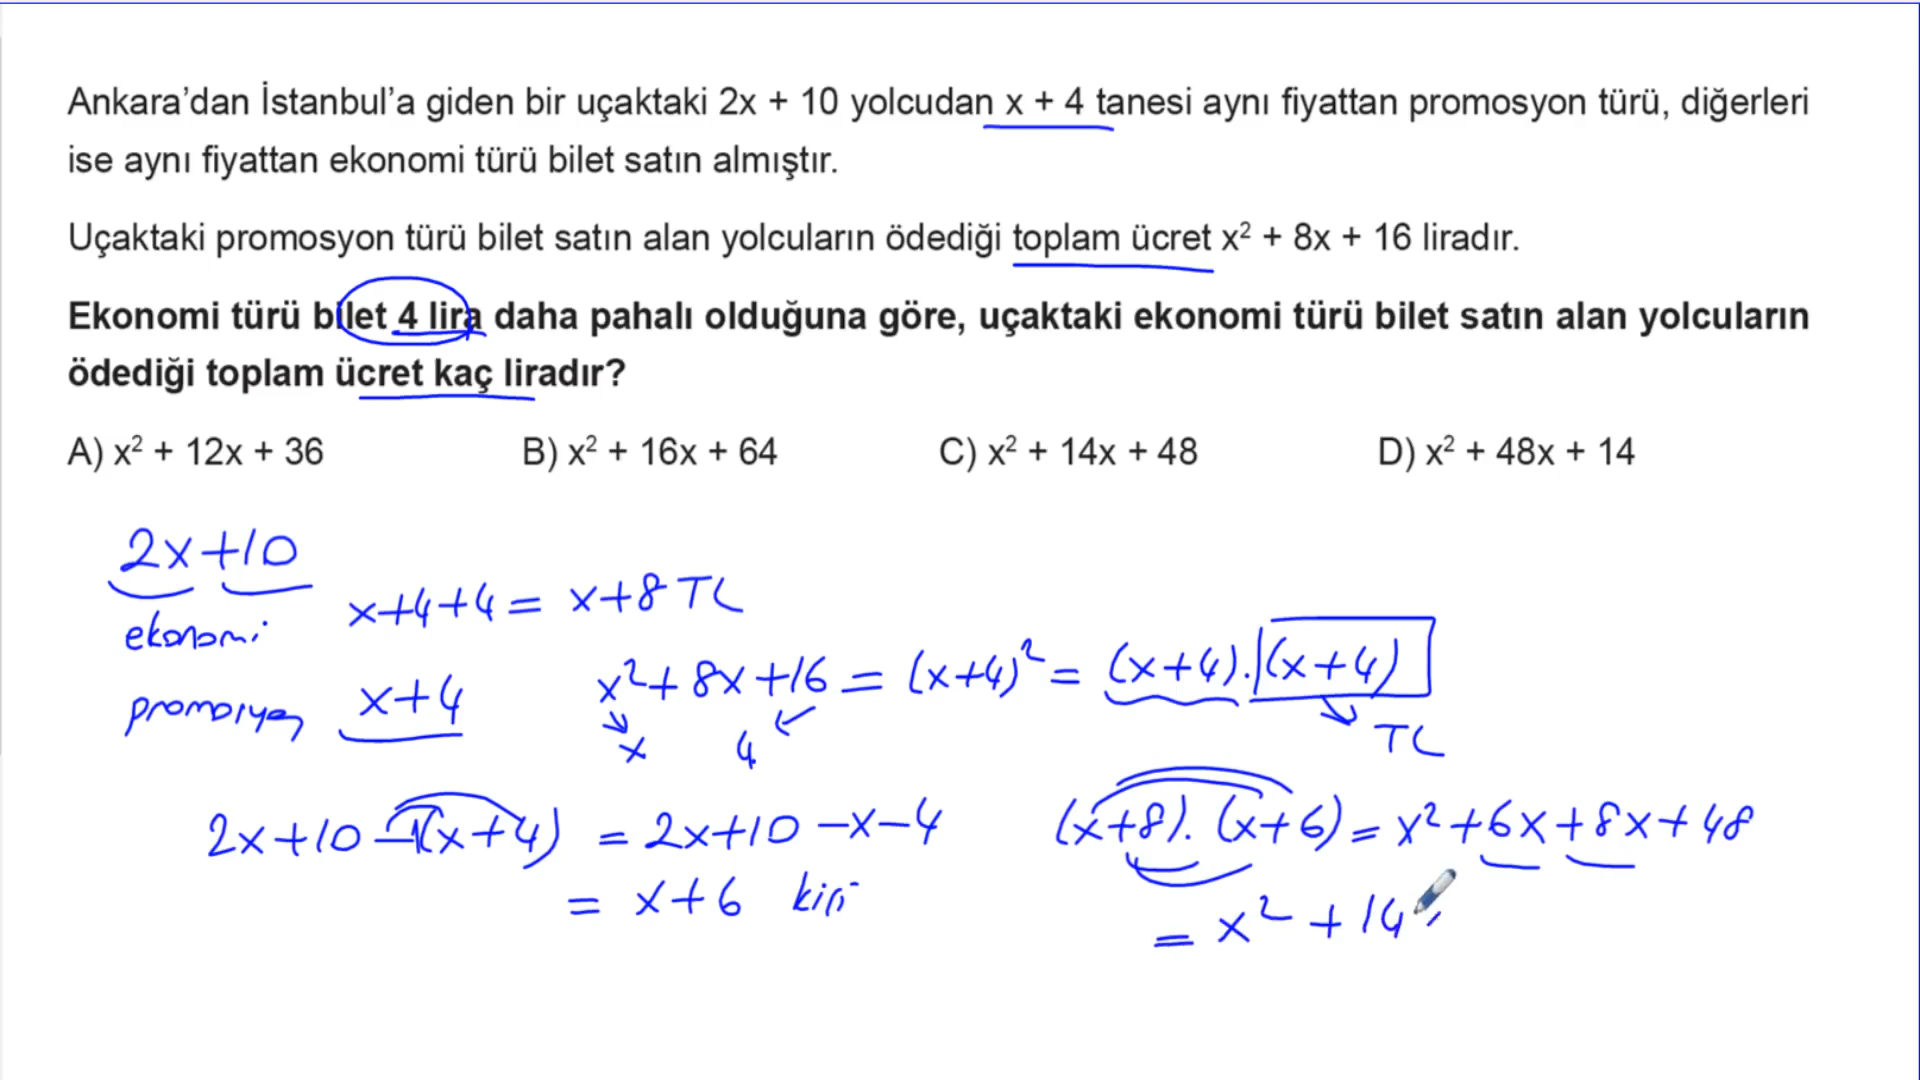 Ankara’dan İstanbul’a giden bir uçaktaki 2x + 10 yolcudan x + 4 tanesi aynı fiyattan promosyon türü, diğerleri
ise aynı fiyattan ekonomi türü bilet satın almıştır.
Uçaktaki promosyon türü bilet satın alan yolcuların ödediği toplam ücret x² + 8x + 16 liradır.
Ekonomi türü bilet 4 lira daha pahalı olduğuna göre, uçaktaki ekonomi türü bilet satın alan yolcuların
ödediği toplam ücret kaç liradır?
A) x² + 12x + 36 B) x² + 16x + 64 C) x² + 14x + 48 D) x² + 48x + 14
2x+10
ekonomi x+4+4 = x+8 TL
promosyon x+4 x²+8x+16 = (x+4)² = (x+4).(x+4)
x 4 TL
2x+10-1(x+4) = 2x+10-x-4 (x+8).(x+6) = x²+6x+8x+48
= x+6 kişi
= x²+14